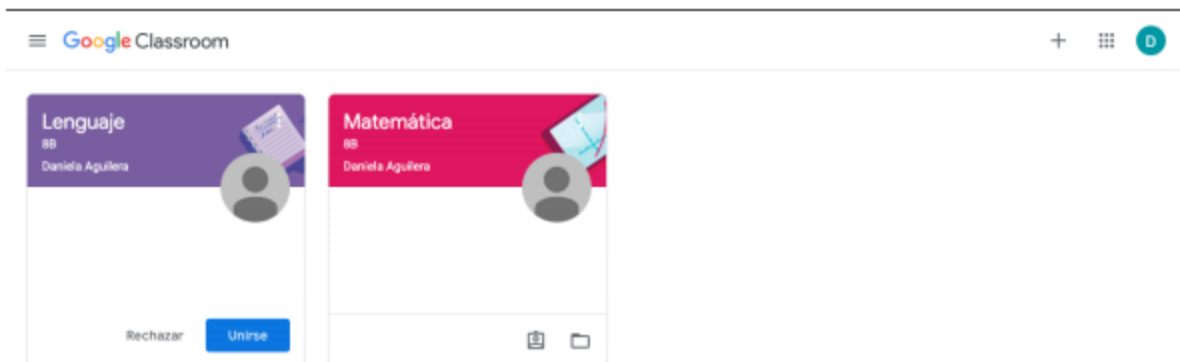 Google Classroom
D
Lenguaje
8B
Daniela Aguilera
Rechazar
Unirse
Matemática
8B
Daniela Aguilera